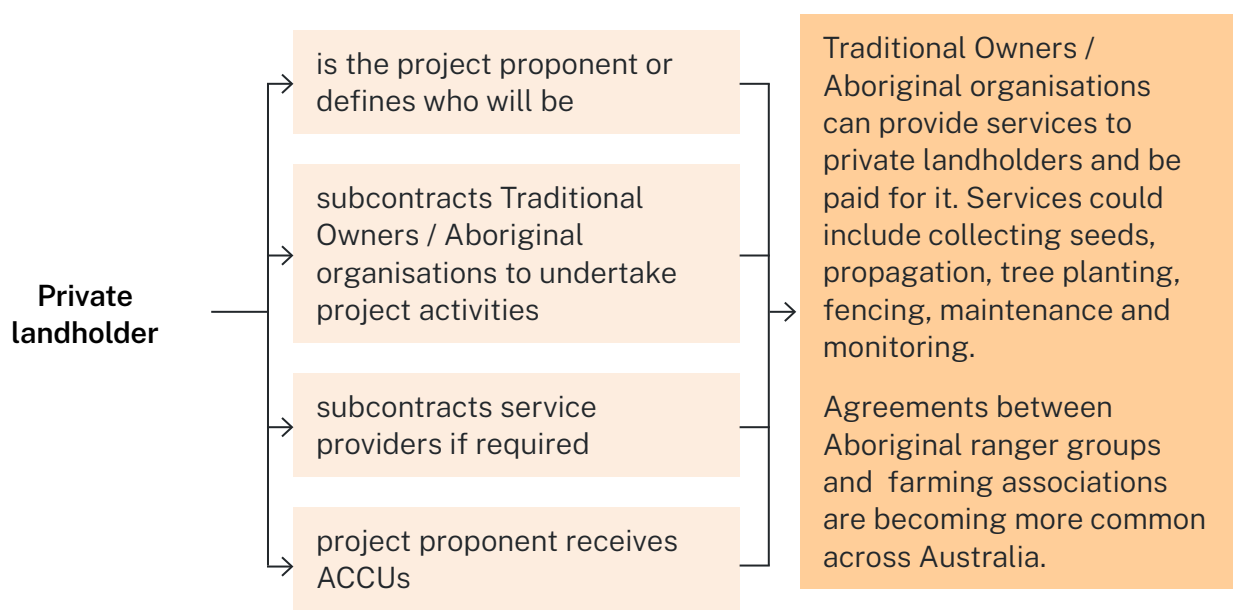 Private
landholder
is the project proponent or
defines who will be
subcontracts Traditional
Owners / Aboriginal
organisations to undertake
project activities
subcontracts service
providers if required
project proponent receives
ACCUs
Traditional Owners /
Aboriginal organisations
can provide services to
private landholders and be
paid for it. Services could
include collecting seeds,
propagation, tree planting,
fencing, maintenance and
monitoring.
Agreements between
Aboriginal ranger groups
and farming associations
are becoming more common
across Australia.